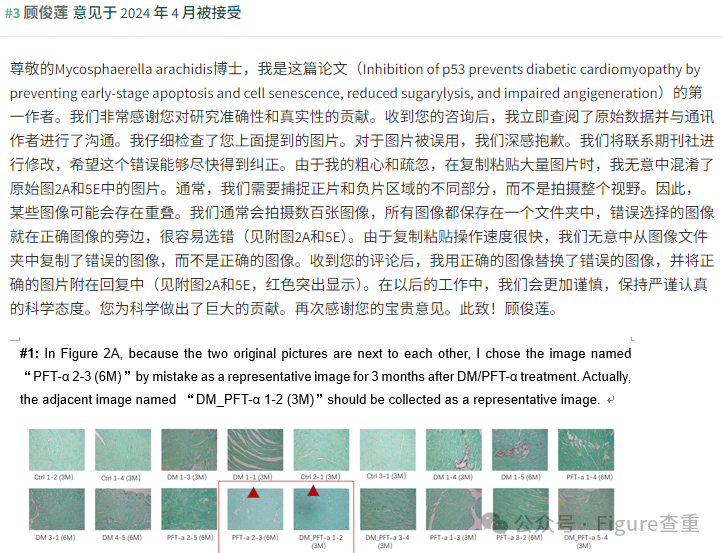 #3 顾俊莲 意见于 2024 年 4 月被接受
尊敬的Mycosphaerella arachidis博士，我是这篇论文（Inhibition of p53 prevents diabetic cardiomyopathy by
preventing early-stage apoptosis and cell senescence, reduced sugarylysis, and impaired angigeneration）的第
一作者。我们非常感谢您对研究准确性和真实性的贡献。收到您的咨询后，我立即查阅了原始数据并与通讯
作者进行了沟通。我仔细检查了您上面提到的图片。对于图片被误用，我们深感抱歉。我们将联系期刊社进
行修改，希望这个错误能够尽快得到纠正。由于我的粗心和疏忽，在复制粘贴大量图片时，我无意中混淆了
原始图2A和5E中的图片。通常，我们需要捕捉正片和负片区域的不同部分，而不是拍摄整个视野。因此，
某些图像可能会存在重叠。我们通常会拍摄数百张图像，所有图像都保存在一个文件夹中，错误选择的图像
就在正确图像的旁边，很容易选错（见附图2A和5E）。由于复制粘贴操作速度很快，我们无意中从图像文件
夹中复制了错误的图像，而不是正确的图像。收到您的评论后，我用正确的图像替换了错误的图像，并将正
确的图片附在回复中（见附图2A和5E，红色突出显示）。在以后的工作中，我们会更加谨慎，保持严谨认真
的科学态度。您为科学做出了巨大的贡献。再次感谢您的宝贵意见。此致！顾俊莲。
#1: In Figure 2A, because the two original pictures are next to each other, I chose the image named
“PFT-α 2-3 (6M)” by mistake as a representative image for 3 months after DM/PFT-α treatment. Actually,
the adjacent image named “DM_PFT-α 1-2 (3M)” should be collected as a representative image. ↵
Ctrl 1-2 (3M) Ctrl 1-4 (3M) DM 1-3 (3M) DM 1-1 (3M) Ctrl 2-1 (3M) Ctrl 3-1 (3M) DM 1-4 (3M) DM 1-5 (6M) PFT-a 1-4 (6M)
DM 3-1 (6M) DM 4-5 (6M) PFT-a 2-5 (6M) PFT-a 2-3 (6M) DM_PFT-a 1-2 (3M) DM_PFT-a 3-4 (3M) PFT-a 1-3 (3M) PFT-a 3-2 (6M) DM_PFT-a 5-4 (3M)
公众号 · Figure查重